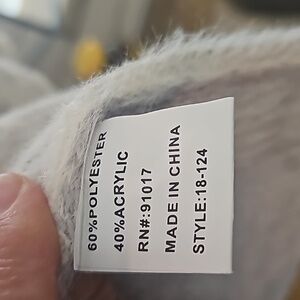 60%POLYESTER
40%ACRYLIC
RN#:91017
MADE IN CHINA
STYLE:18-124